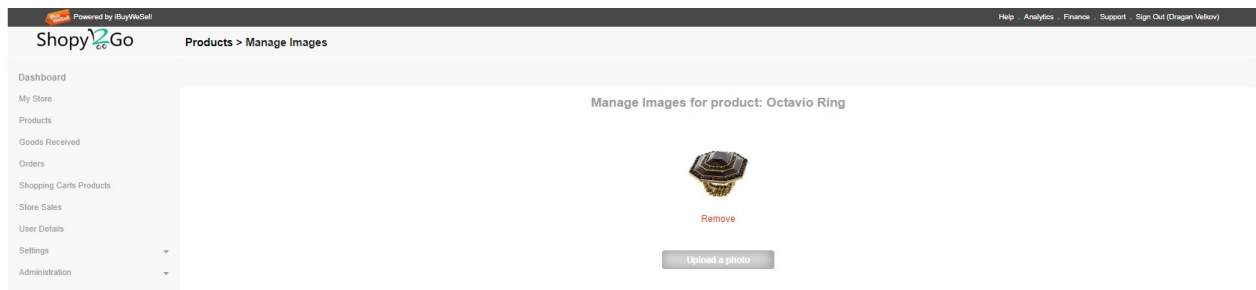 Powered by iBuyWeSell
Help . Analytics . Finance . Support . Sign Out (Dragan Velkov)
Shopy2Go
Products > Manage Images
Dashboard
My Store
Products
Goods Received
Orders
Shopping Carts Products
Store Sales
User Details
Settings
Administration
Manage Images for product: Octavio Ring
Remove
Upload a photo